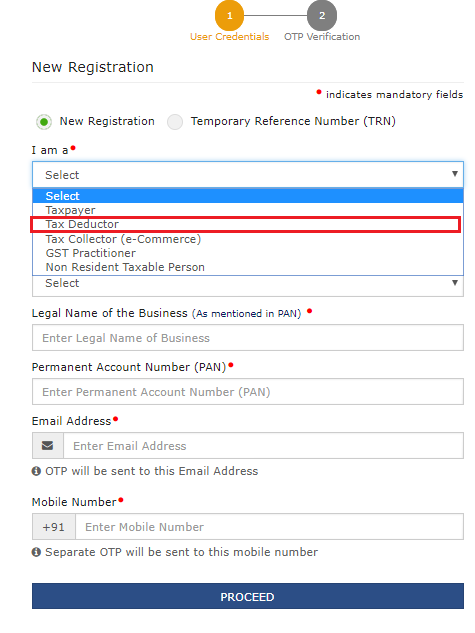 1 2
User Credentials OTP Verification
New Registration
• indicates mandatory fields
New Registration Temporary Reference Number (TRN)
I am a•
Select
Select
Taxpayer
Tax Deductor
Tax Collector (e-Commerce)
GST Practitioner
Non Resident Taxable Person
Select
Legal Name of the Business (As mentioned in PAN) •
Enter Legal Name of Business
Permanent Account Number (PAN)•
Enter Permanent Account Number (PAN)
Email Address•
Enter Email Address
OTP will be sent to this Email Address
Mobile Number•
+91 Enter Mobile Number
Separate OTP will be sent to this mobile number
PROCEED